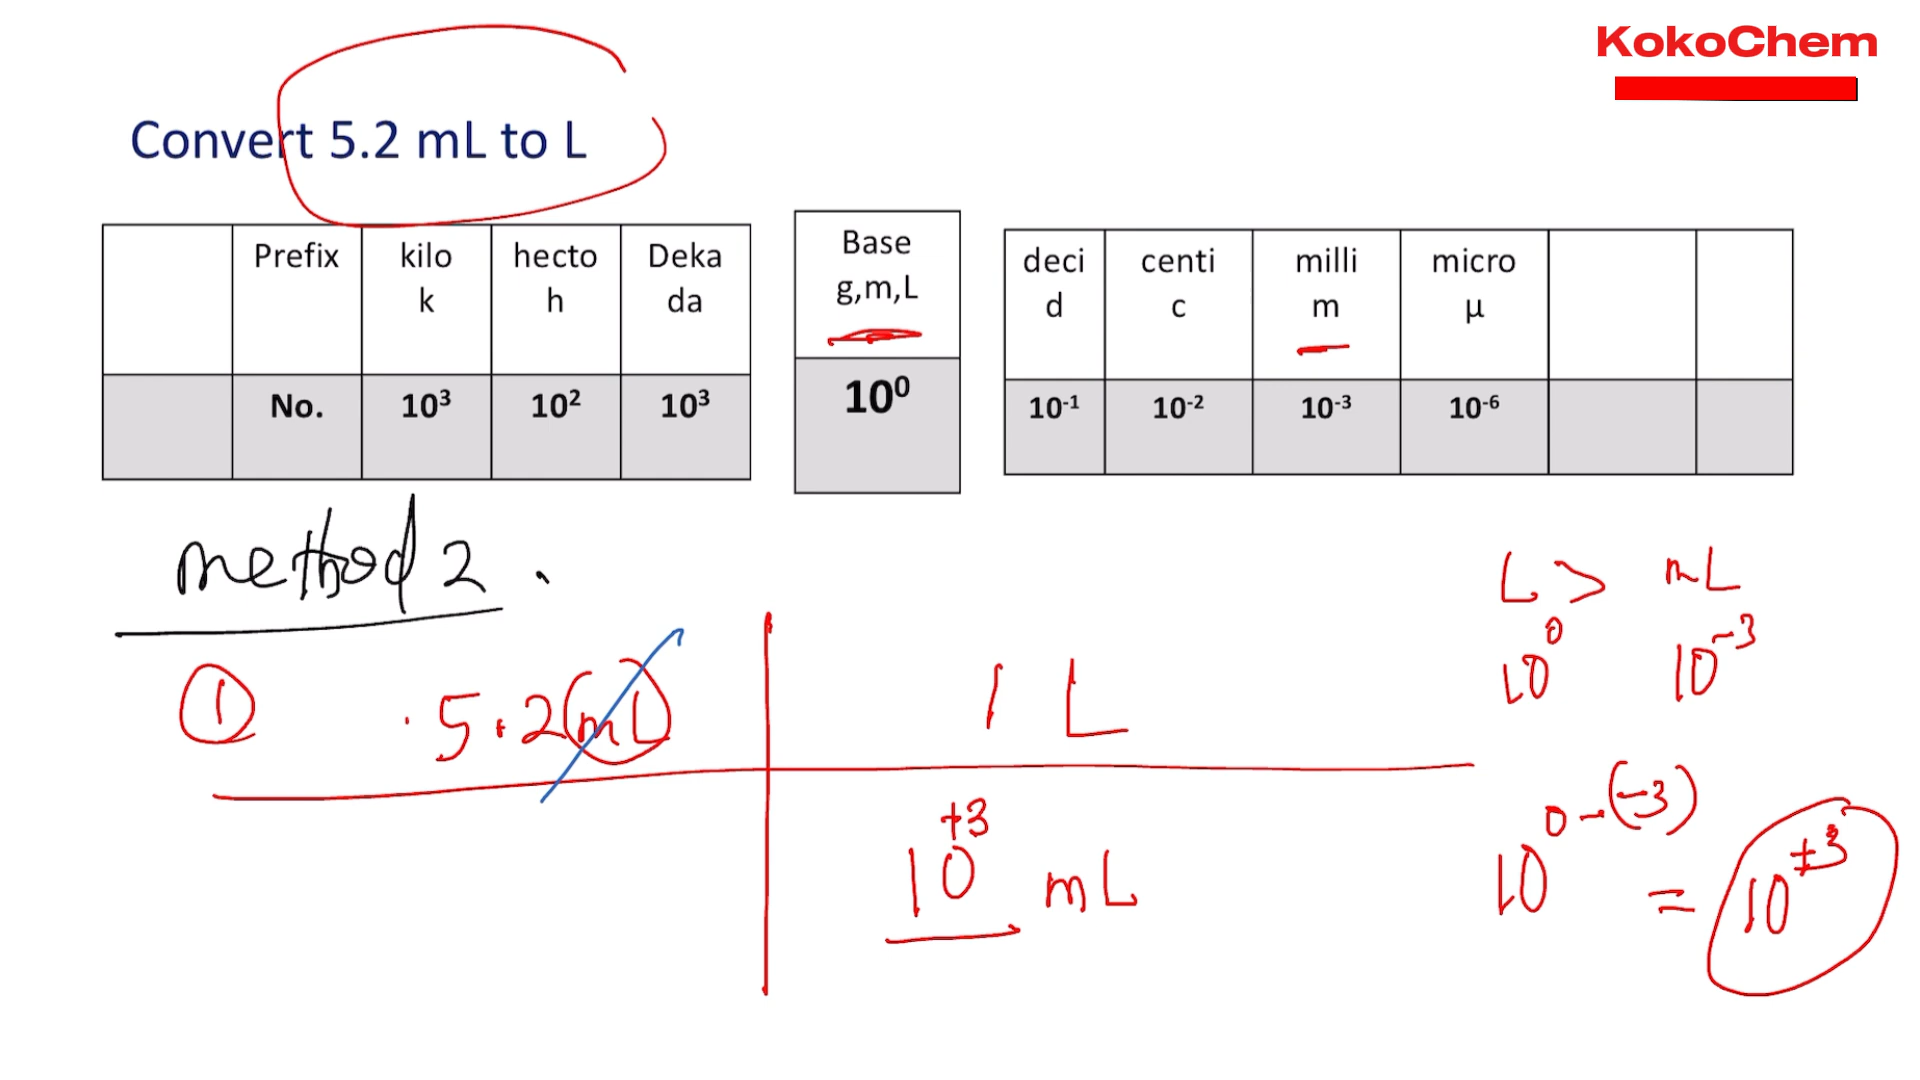 KokoChem
Convert 5.2 mL to L
Prefix kilo k hecto h Deka da
No. 10³ 10² 10³
Base g,m,L
10⁰
deci d centi c milli m micro µ
10⁻¹ 10⁻² 10⁻³ 10⁻⁶
method 2.
① 5.2 mL 1 L
10⁺³ mL
L > mL
10⁰ 10⁻³
10⁰⁻⁽⁻³⁾ = 10⁺³